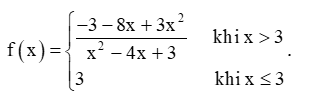 f(x) = { (−3 − 8x + 3x²)/(x² − 4x + 3) khi x > 3
3 khi x ≤ 3 .